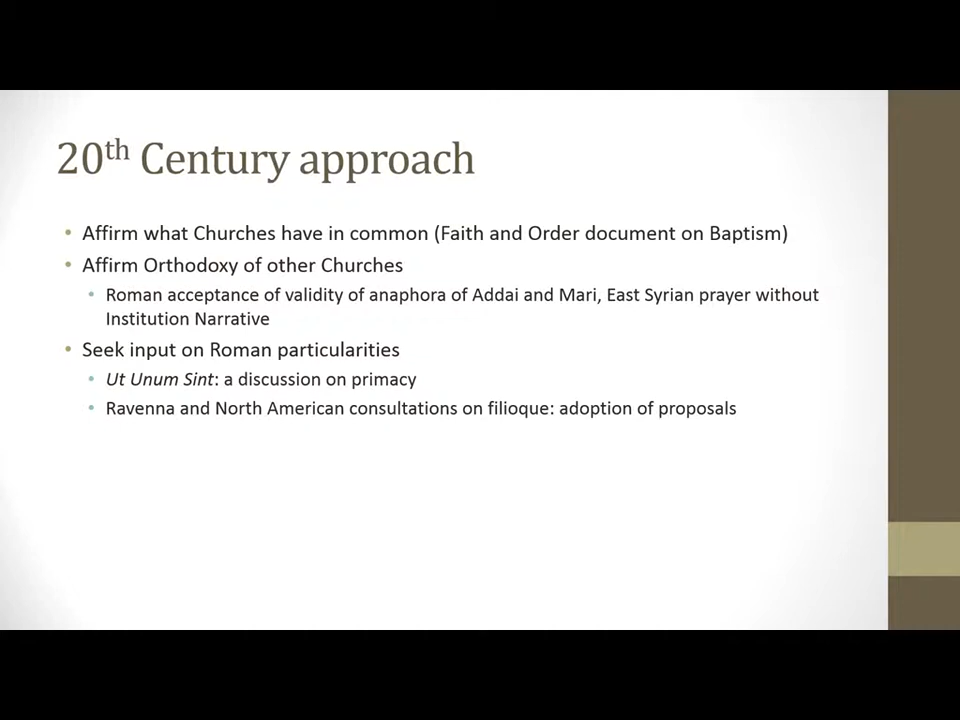 20th Century approach
• Affirm what Churches have in common (Faith and Order document on Baptism)
• Affirm Orthodoxy of other Churches
• Roman acceptance of validity of anaphora of Addai and Mari, East Syrian prayer without
Institution Narrative
• Seek input on Roman particularities
• Ut Unum Sint: a discussion on primacy
• Ravenna and North American consultations on filioque: adoption of proposals